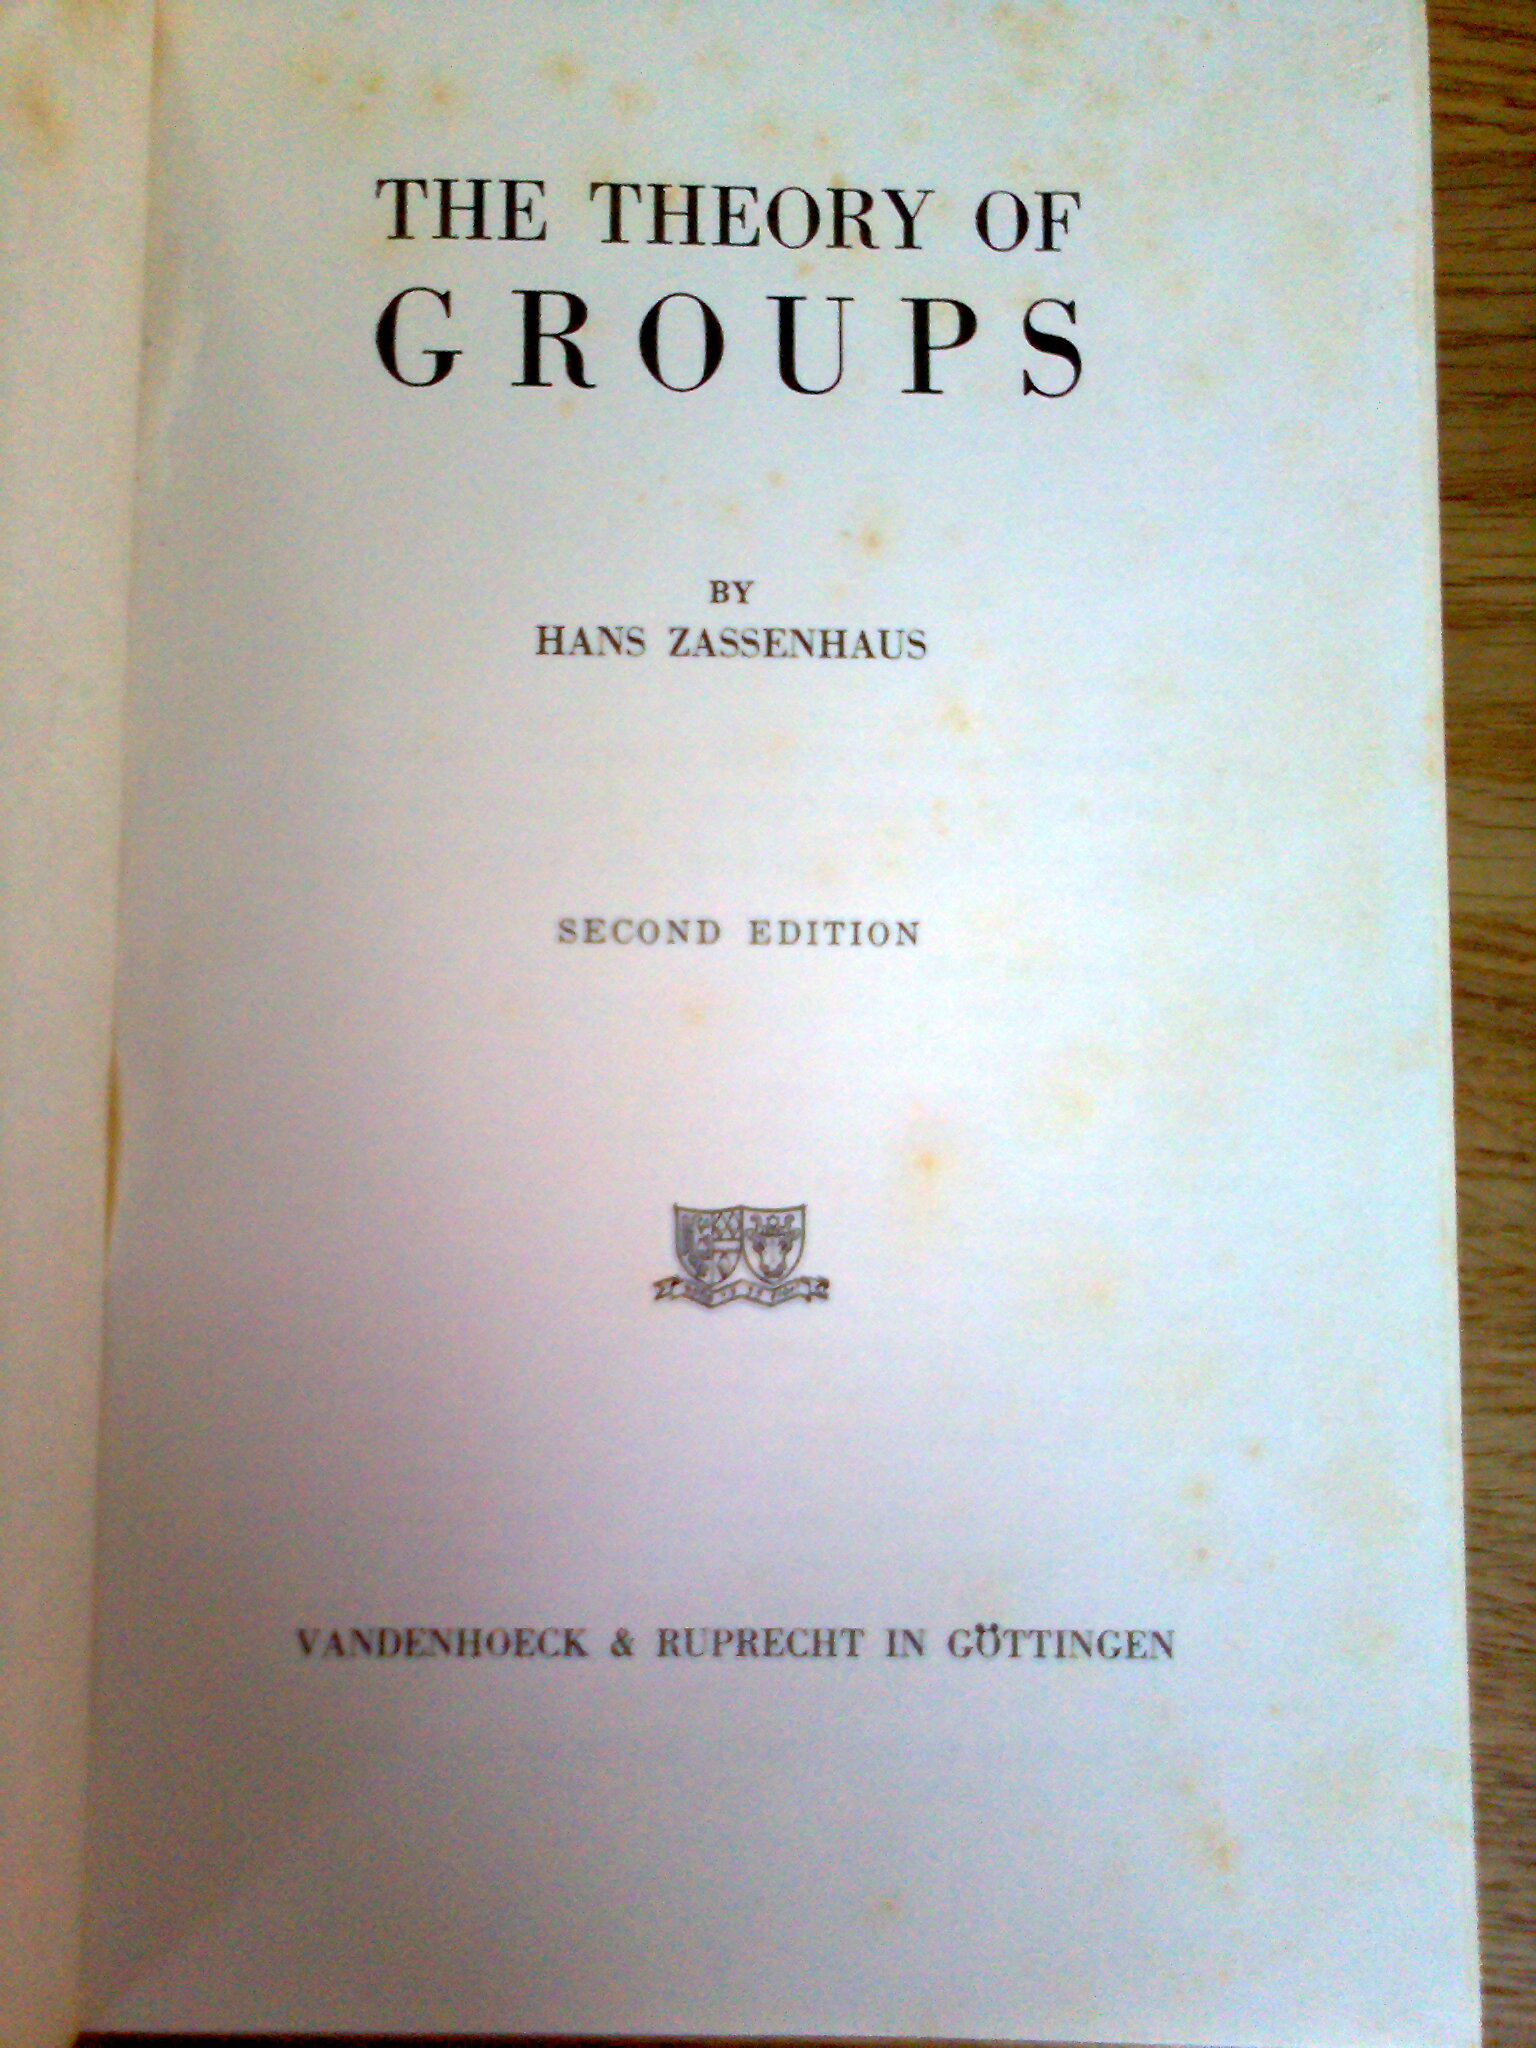 THE THEORY OF
GROUPS
BY
HANS ZASSENHAUS
SECOND EDITION
VANDENHOECK & RUPRECHT IN GÖTTINGEN